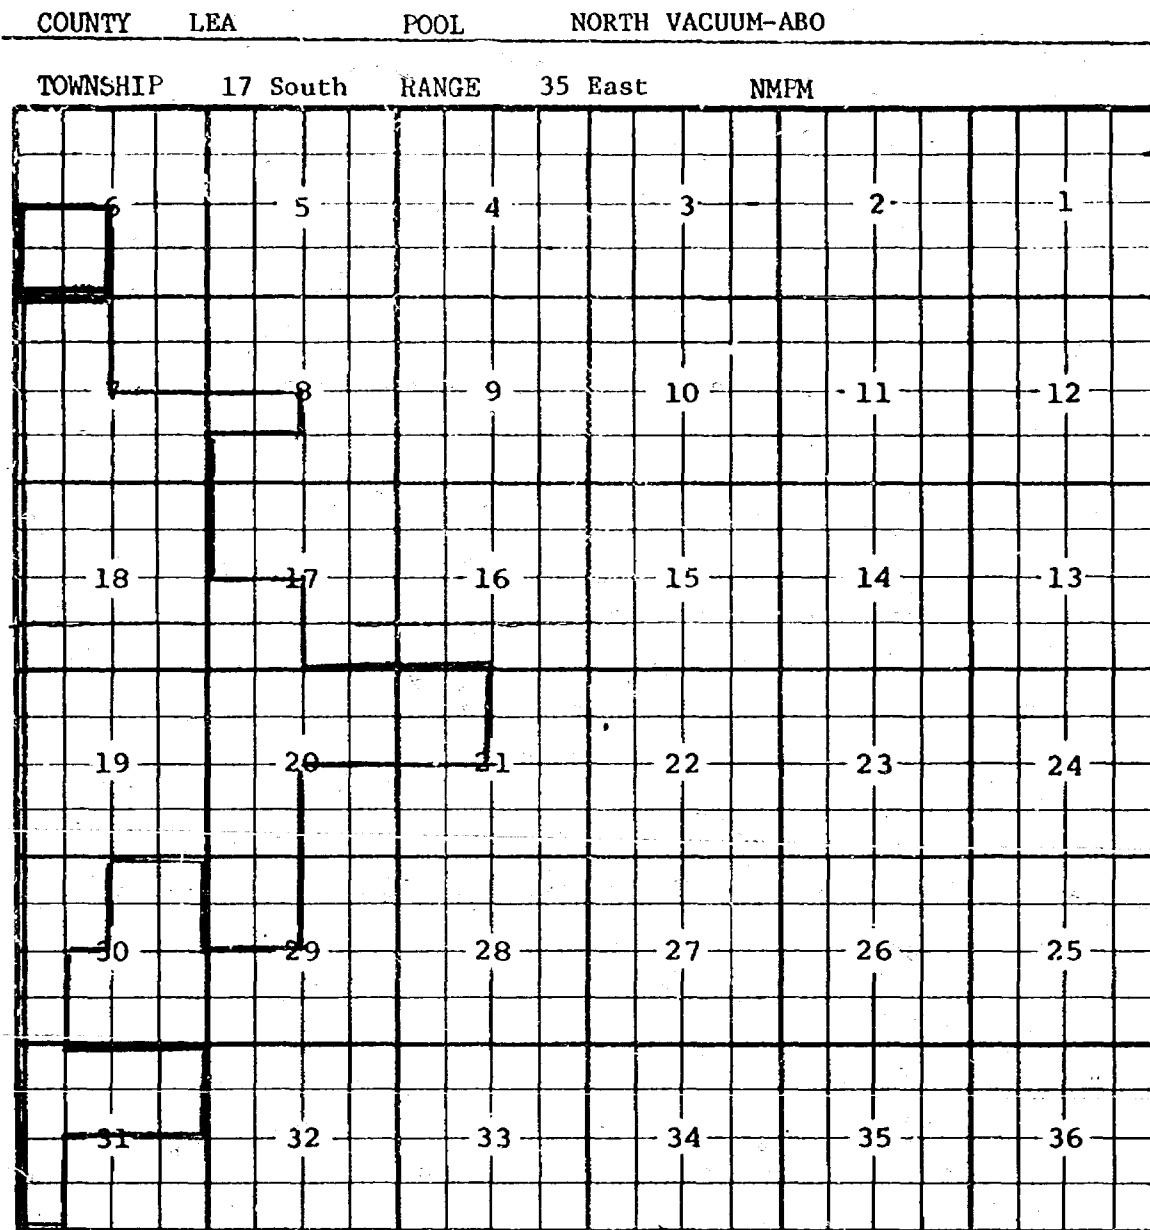 COUNTY LEA POOL NORTH VACUUM-ABO
TOWNSHIP 17 South RANGE 35 East NMPM
6 5 4 3 2 1
7 8 9 10 11 12
18 17 16 15 14 13
19 20 21 22 23 24
30 29 28 27 26 25
31 32 33 34 35 36